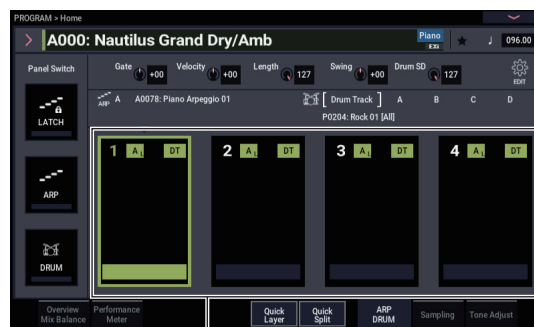 PROGRAM > Home
A000: Nautilus Grand Dry/Amb
Piano
EXi
♩ 096.00
Panel Switch
Gate +00 Velocity +00 Length 127 Swing +00 Drum SD 127
EDIT
ARP A A0078: Piano Arpeggio 01 [ Drum Track ] A B C D
P0204: Rock 01 [All]
LATCH
1 A DT 2 A DT 3 A DT 4 A DT
ARP
DRUM
Overview
Mix Balance
Performance
Meter
Quick
Layer
Quick
Split
ARP
DRUM
Sampling
Tone Adjust